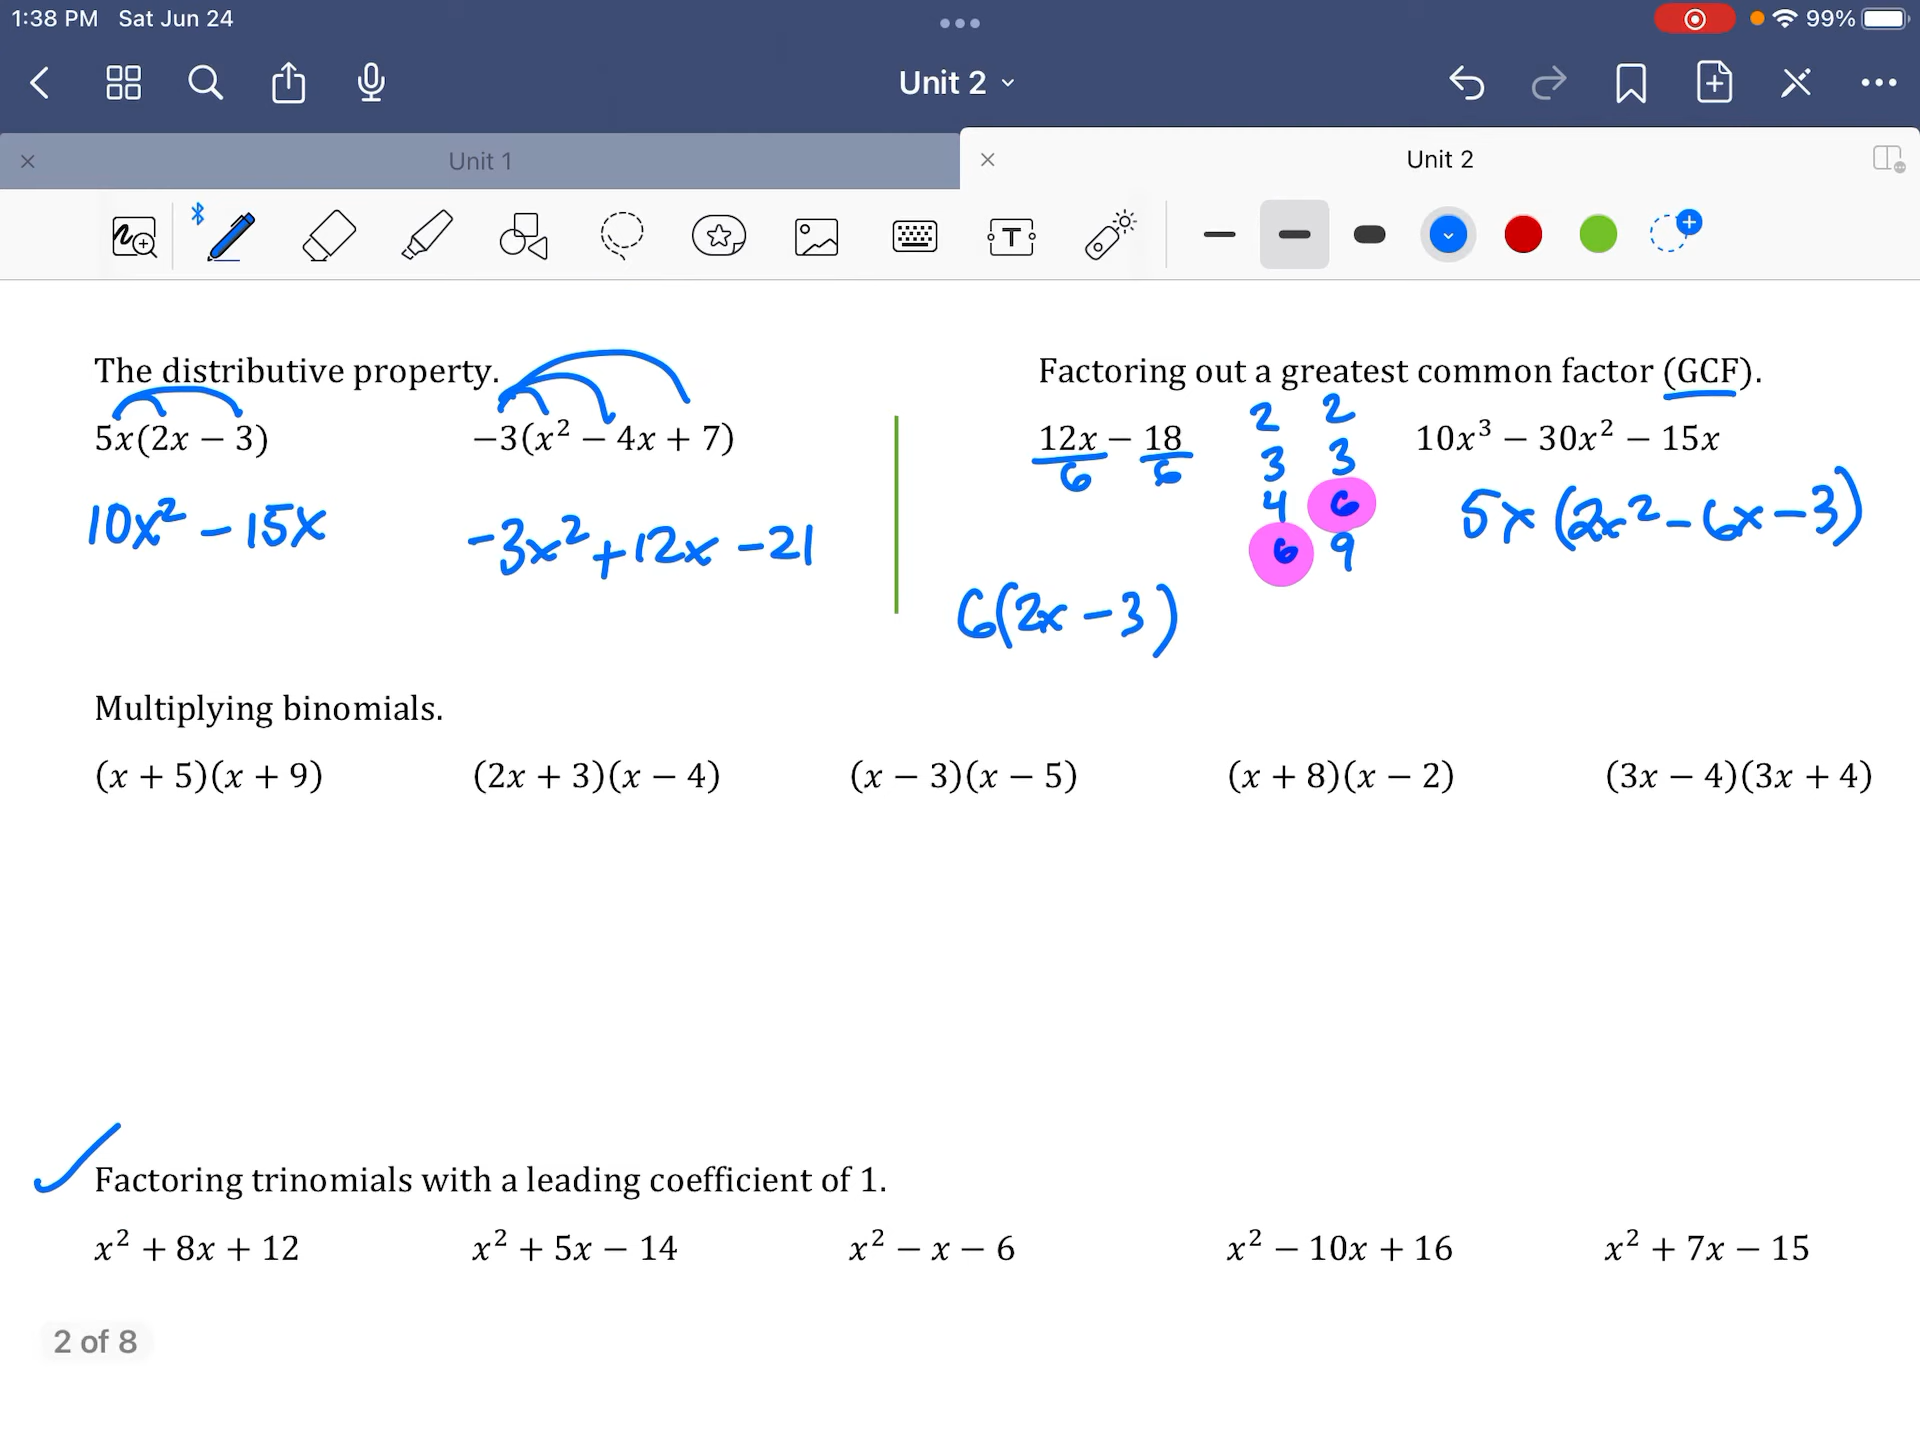 1:38 PM Sat Jun 24
99%
Unit 2
Unit 1
Unit 2
The distributive property.
Factoring out a greatest common factor (GCF).
5x(2x − 3)
−3(x² − 4x + 7)
12x − 18
6 6
2 2
3 3
4 6
6 9
10x³ − 30x² − 15x
10x² − 15x
−3x² + 12x − 21
5x (2x² − 6x − 3)
6(2x − 3)
Multiplying binomials.
(x + 5)(x + 9)
(2x + 3)(x − 4)
(x − 3)(x − 5)
(x + 8)(x − 2)
(3x − 4)(3x + 4)
Factoring trinomials with a leading coefficient of 1.
x² + 8x + 12
x² + 5x − 14
x² − x − 6
x² − 10x + 16
x² + 7x − 15
2 of 8